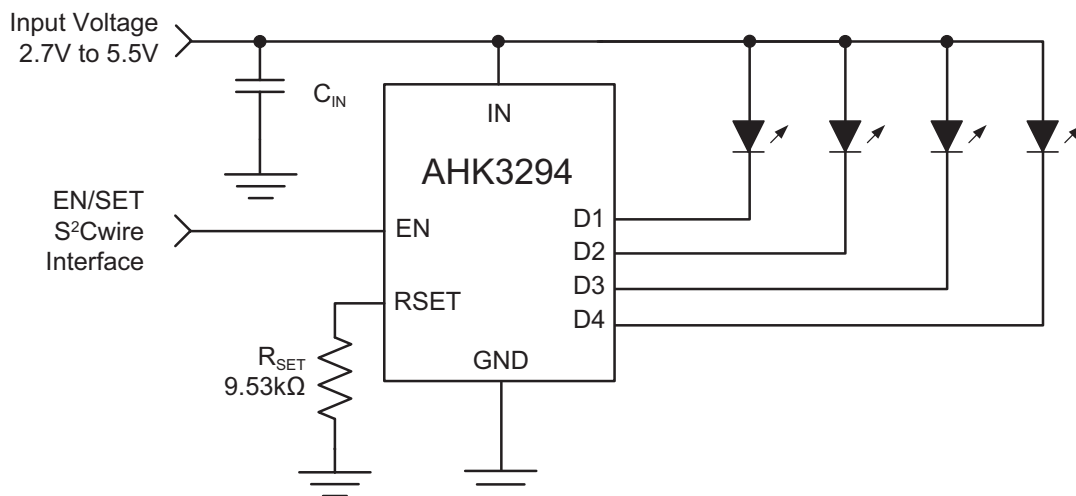 Input Voltage
2.7V to 5.5V
C_IN
IN
AHK3294
EN/SET
S²Cwire
Interface
EN
D1
D2
D3
D4
RSET
R_SET
9.53kΩ
GND